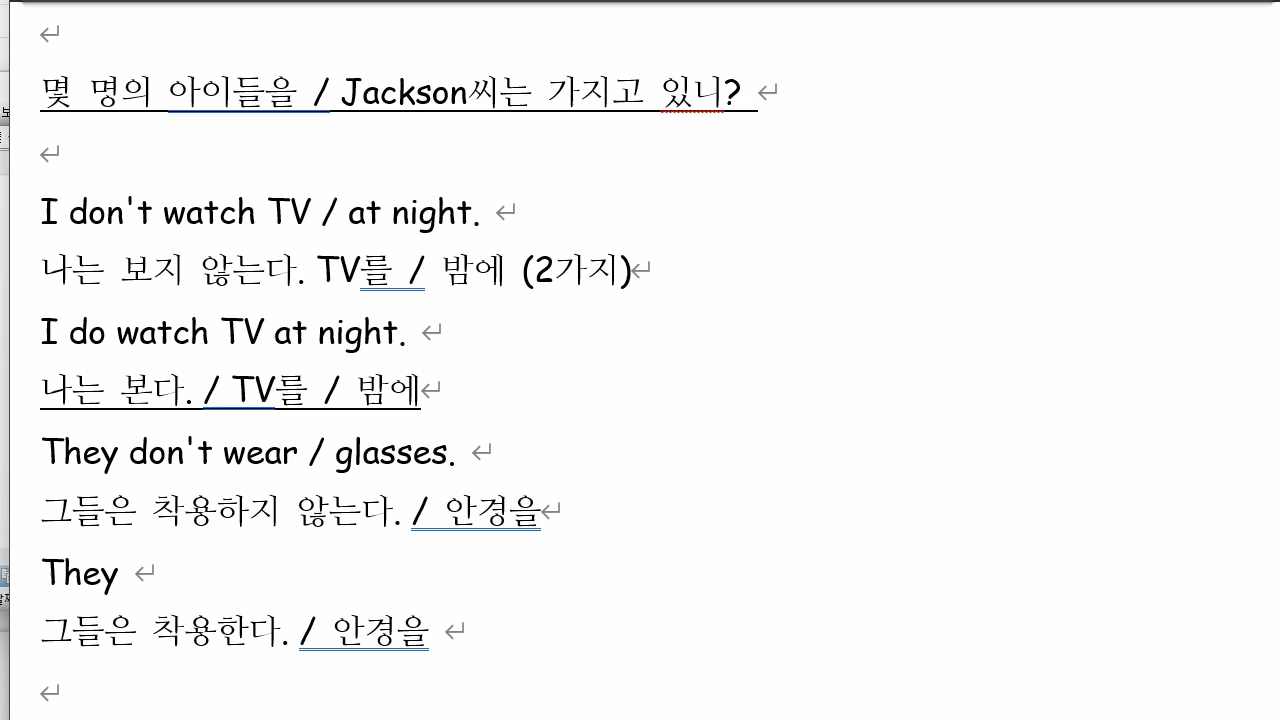 몇 명의 아이들을 / Jackson씨는 가지고 있니?
I don't watch TV / at night.
나는 보지 않는다. TV를 / 밤에 (2가지)
I do watch TV at night.
나는 본다. / TV를 / 밤에
They don't wear / glasses.
그들은 착용하지 않는다. / 안경을
They
그들은 착용한다. / 안경을